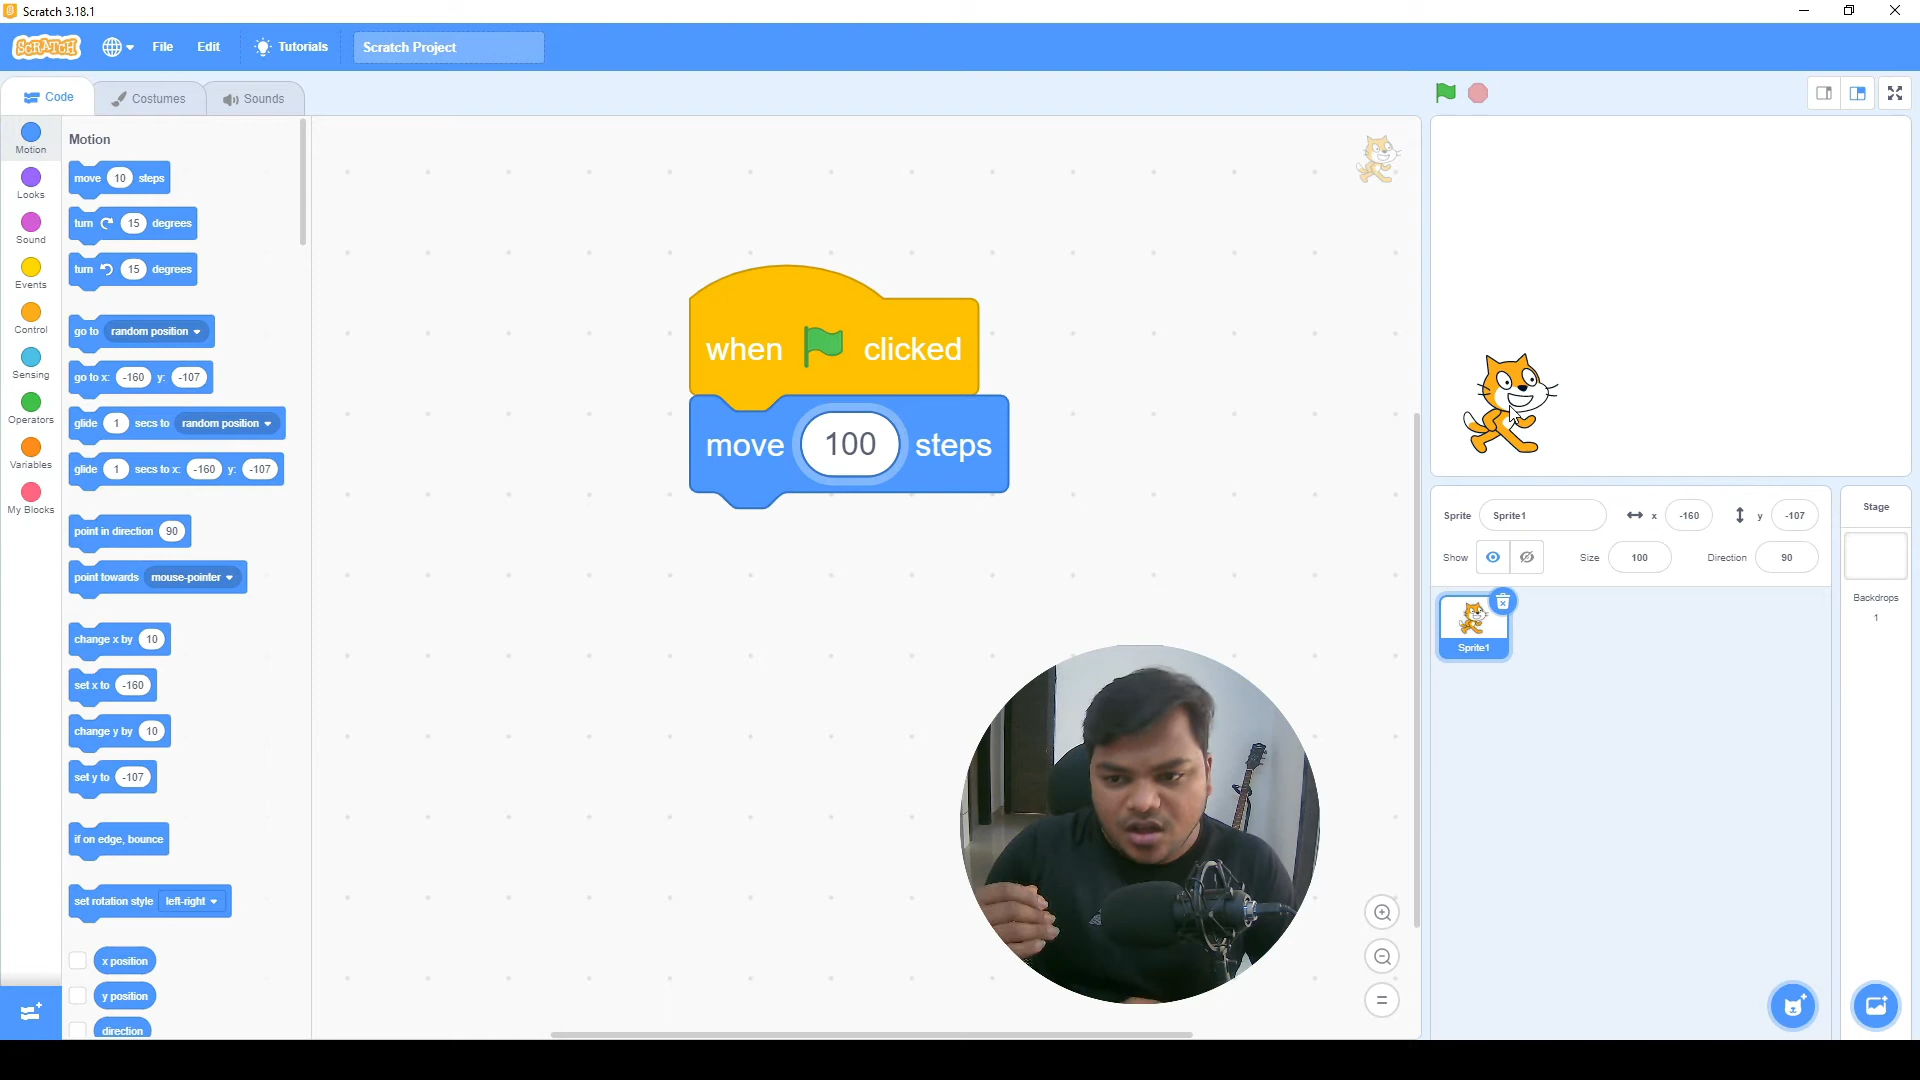 Scratch 3.18.1
SCRATCH
File
Edit
Tutorials
Scratch Project
Code
Costumes
Sounds
Motion
Looks
Sound
Events
Control
Sensing
Operators
Variables
My Blocks
Motion
move 10 steps
turn 15 degrees
turn 15 degrees
go to random position
go to x: -160 y: -107
glide 1 secs to random position
glide 1 secs to x: -160 y: -107
point in direction 90
point towards mouse-pointer
change x by 10
set x to -160
change y by 10
set y to -107
if on edge, bounce
set rotation style left-right
x position
y position
direction
when clicked
move 100 steps
Sprite Sprite1 x -160 y -107
Show Size 100 Direction 90
Sprite1
Stage
Backdrops
1